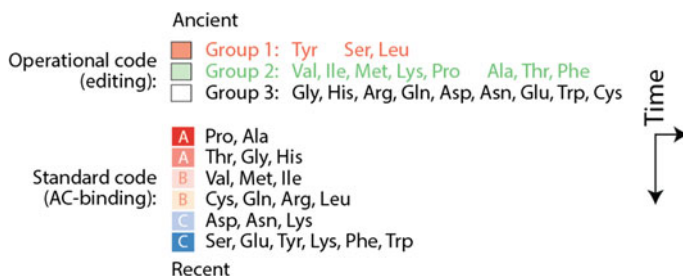 Ancient
Operational code (editing):
Group 1: Tyr Ser, Leu
Group 2: Val, Ile, Met, Lys, Pro Ala, Thr, Phe
Group 3: Gly, His, Arg, Gln, Asp, Asn, Glu, Trp, Cys
Standard code (AC-binding):
A Pro, Ala
A Thr, Gly, His
B Val, Met, Ile
B Cys, Gln, Arg, Leu
C Asp, Asn, Lys
C Ser, Glu, Tyr, Lys, Phe, Trp
Recent
Time